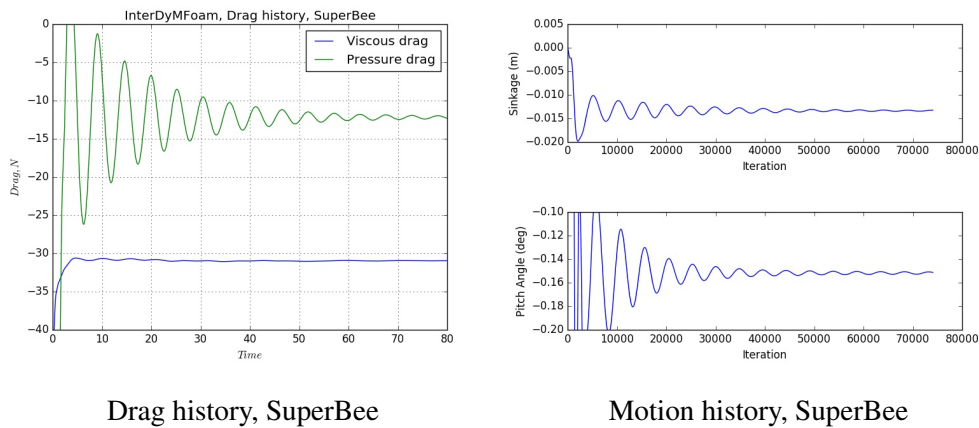 InterDyMFoam, Drag history, SuperBee
Viscous drag
Pressure drag
0
−5
−10
−15
−20
−25
−30
−35
−40
Drag, N
0 10 20 30 40 50 60 70 80
Time
0.005
0.000
−0.005
−0.010
−0.015
−0.020
Sinkage (m)
0 10000 20000 30000 40000 50000 60000 70000 80000
Iteration
−0.10
−0.12
−0.14
−0.16
−0.18
−0.20
Pitch Angle (deg)
0 10000 20000 30000 40000 50000 60000 70000 80000
Iteration
Drag history, SuperBee
Motion history, SuperBee